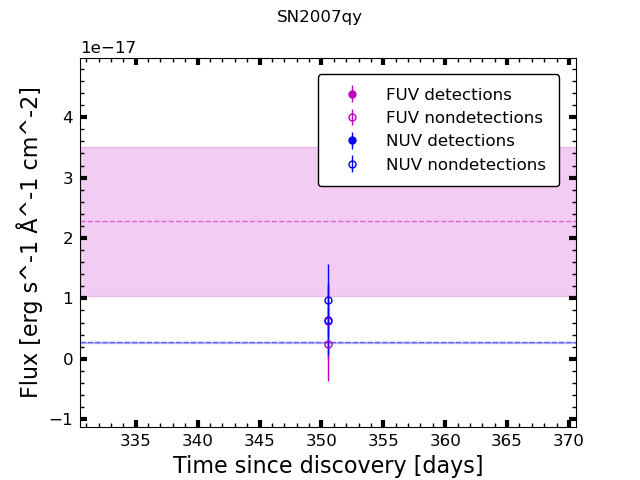 SN2007qy
1e−17
FUV detections
FUV nondetections
NUV detections
NUV nondetections
4
3
2
1
0
−1
Flux [erg s^-1 Å^-1 cm^-2]
335 340 345 350 355 360 365 370
Time since discovery [days]